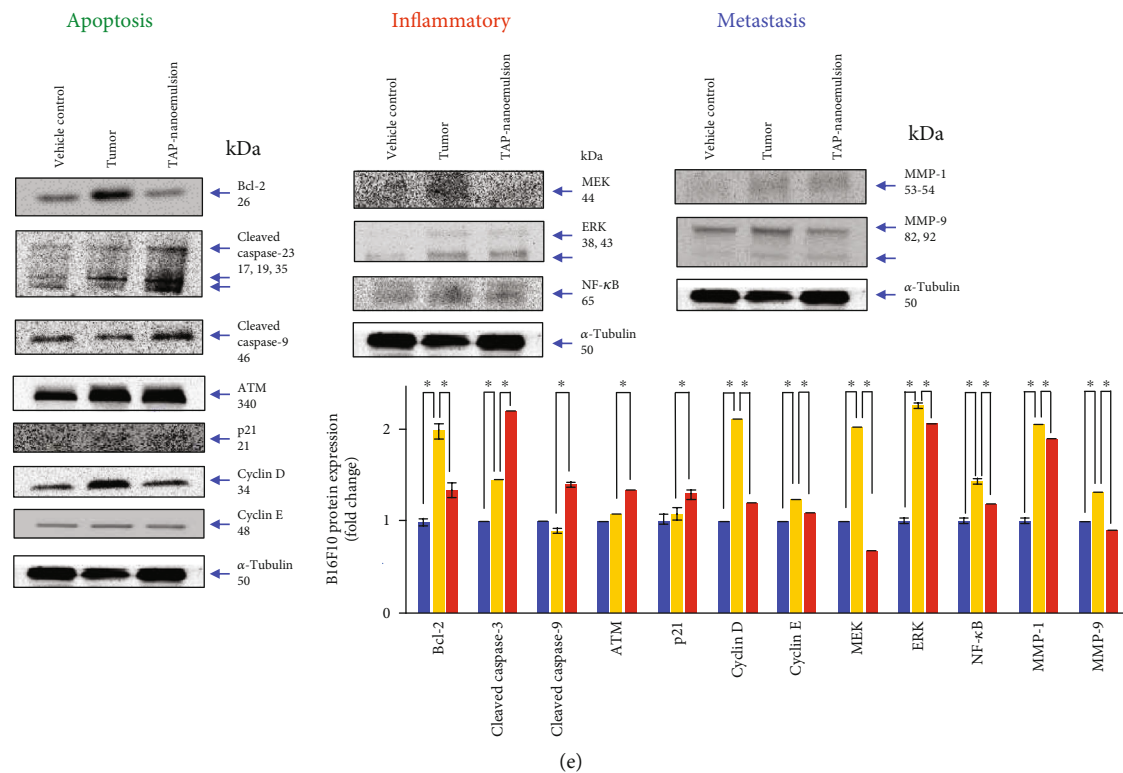 Apoptosis
Inflammatory
Metastasis
Vehicle control
Tumor
TAP-nanoemulsion
kDa
Bcl-2
26
Cleaved
caspase-23
17, 19, 35
Cleaved
caspase-9
46
ATM
340
p21
21
Cyclin D
34
Cyclin E
48
α-Tubulin
50
Vehicle control
Tumor
TAP-nanoemulsion
kDa
MEK
44
ERK
38, 43
NF-κB
65
α-Tubulin
50
Vehicle control
Tumor
TAP-nanoemulsion
kDa
MMP-1
53-54
MMP-9
82, 92
α-Tubulin
50
* * * * * * * * * * * * * * * * * * * * *
B16F10 protein expression
(fold change)
2
1
0
Bcl-2
Cleaved caspase-3
Cleaved caspase-9
ATM
p21
Cyclin D
Cyclin E
MEK
ERK
NF-κB
MMP-1
MMP-9
(e)